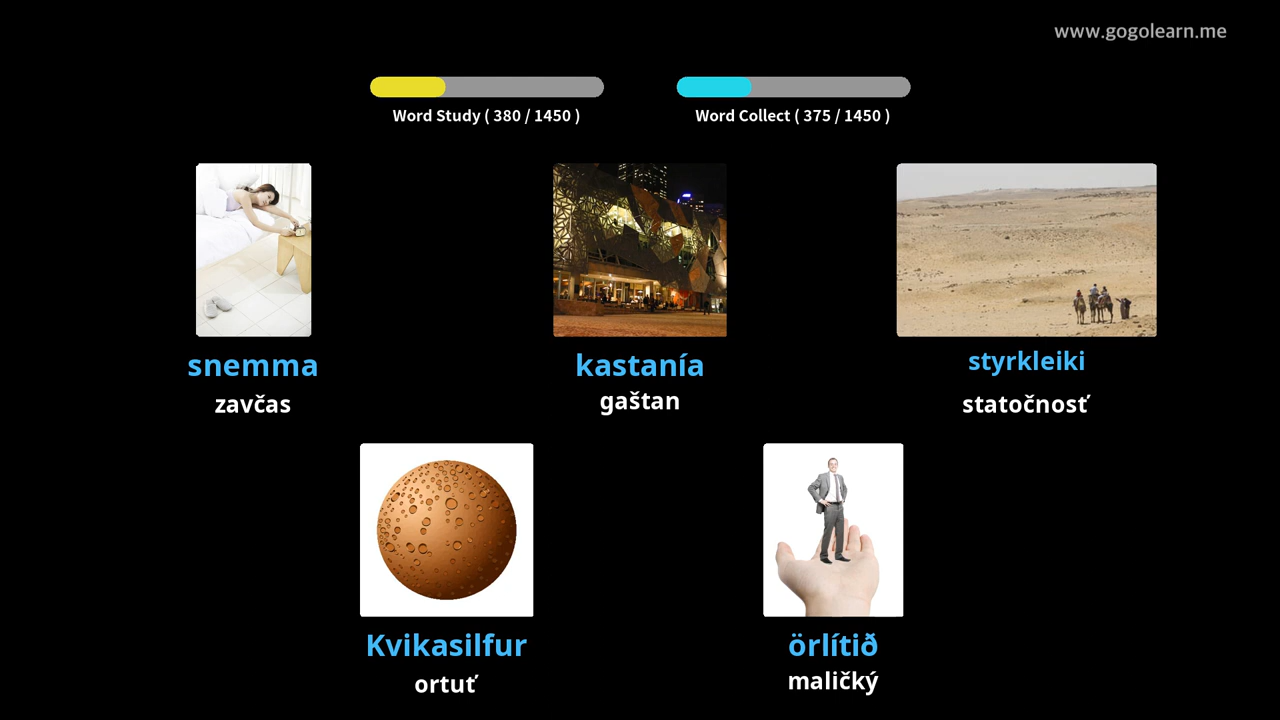 www.gogolearn.me
Word Study ( 380 / 1450 )
Word Collect ( 375 / 1450 )
snemma
zavčas
kastanía
gaštan
styrkleiki
statočnosť
Kvikasilfur
ortuť
örlítið
maličký